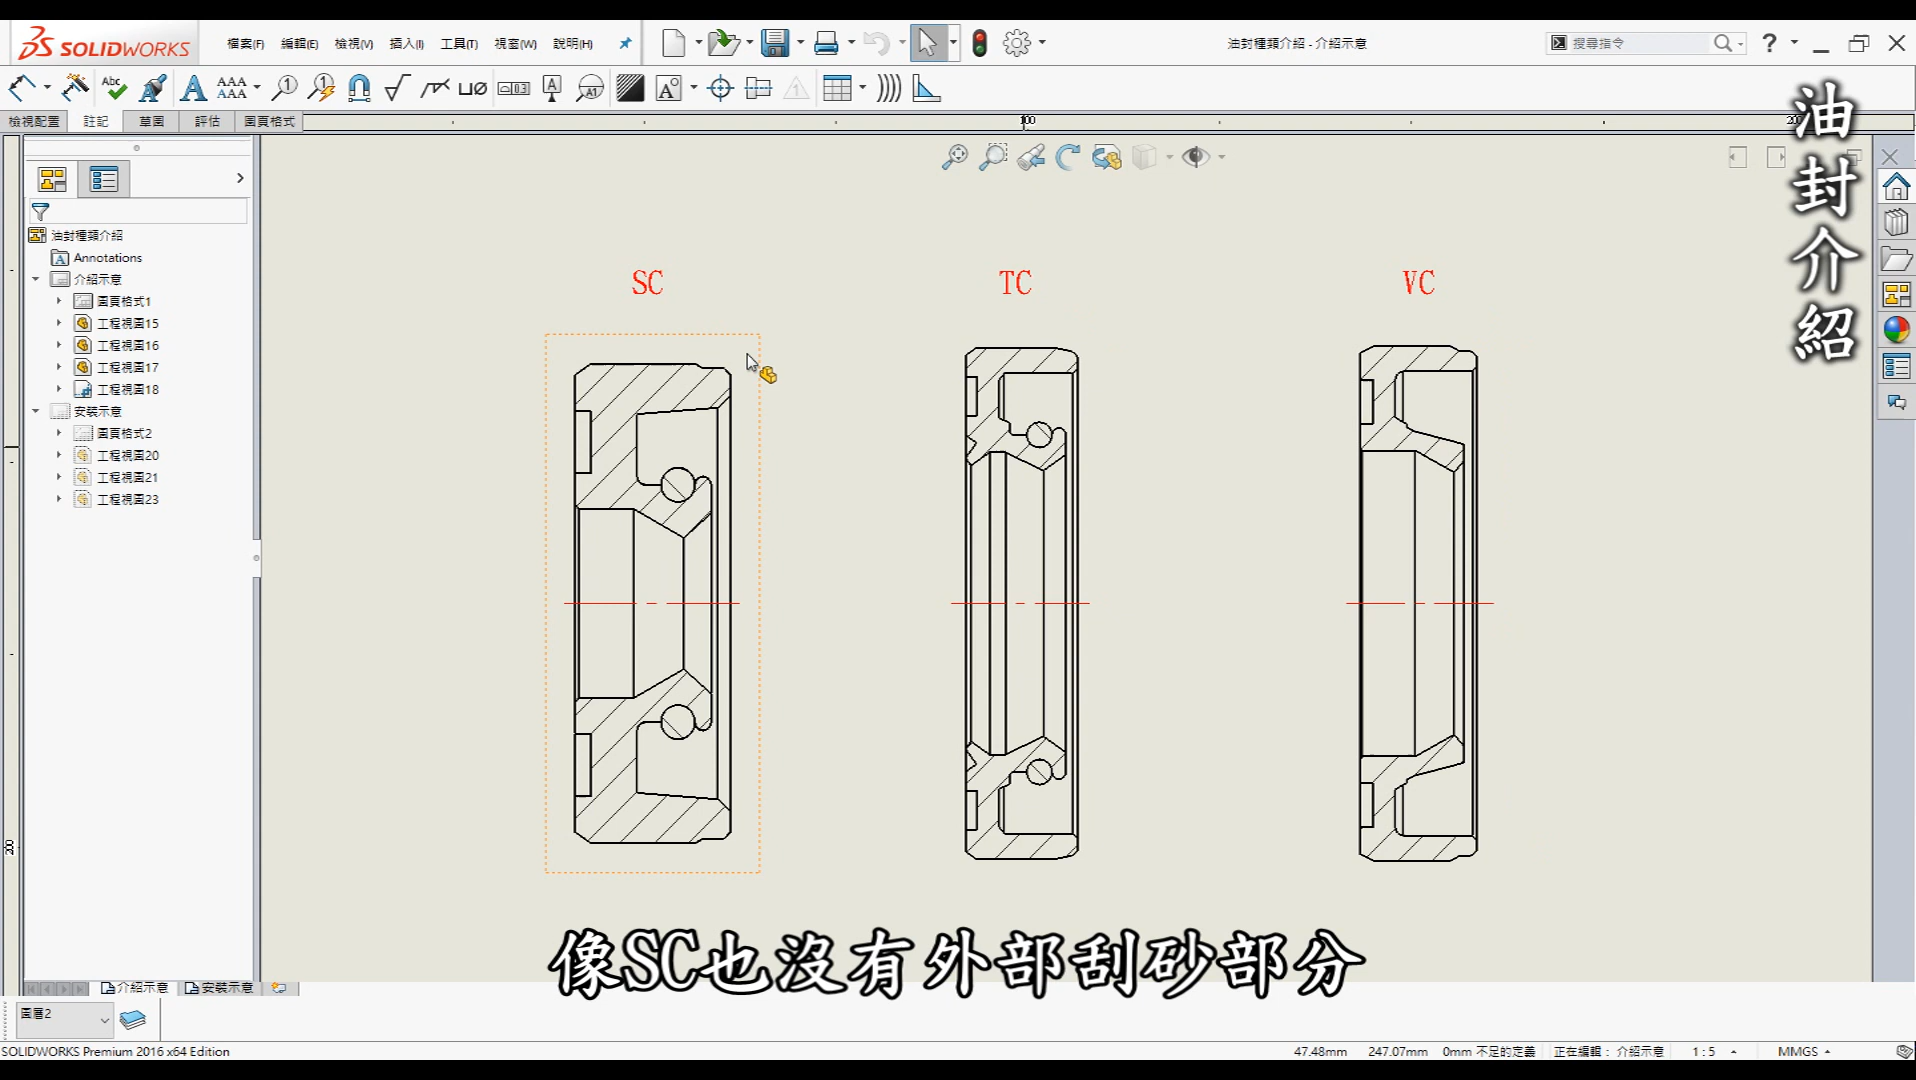 SOLIDWORKS 檔案(F) 編輯(E) 檢視(V) 插入(I) 工具(T) 視窗(W) 說明(H) 油封種類介紹 - 介紹示意 搜尋指令
檢視配置 註記 草圖 評估 圖頁格式
100
200
油封介紹
油封種類介紹
Annotations
介紹示意
圖頁格式1
工程視圖15
工程視圖16
工程視圖17
工程視圖18
安裝示意
圖頁格式2
工程視圖20
工程視圖21
工程視圖23
SC TC VC
200
像SC也沒有外部刮砂部分
介紹示意 安裝示意
圖層2
SOLIDWORKS Premium 2016 x64 Edition 47.48mm 247.07mm 0mm 不足的定義 正在編輯： 介紹示意 1 : 5 MMGS